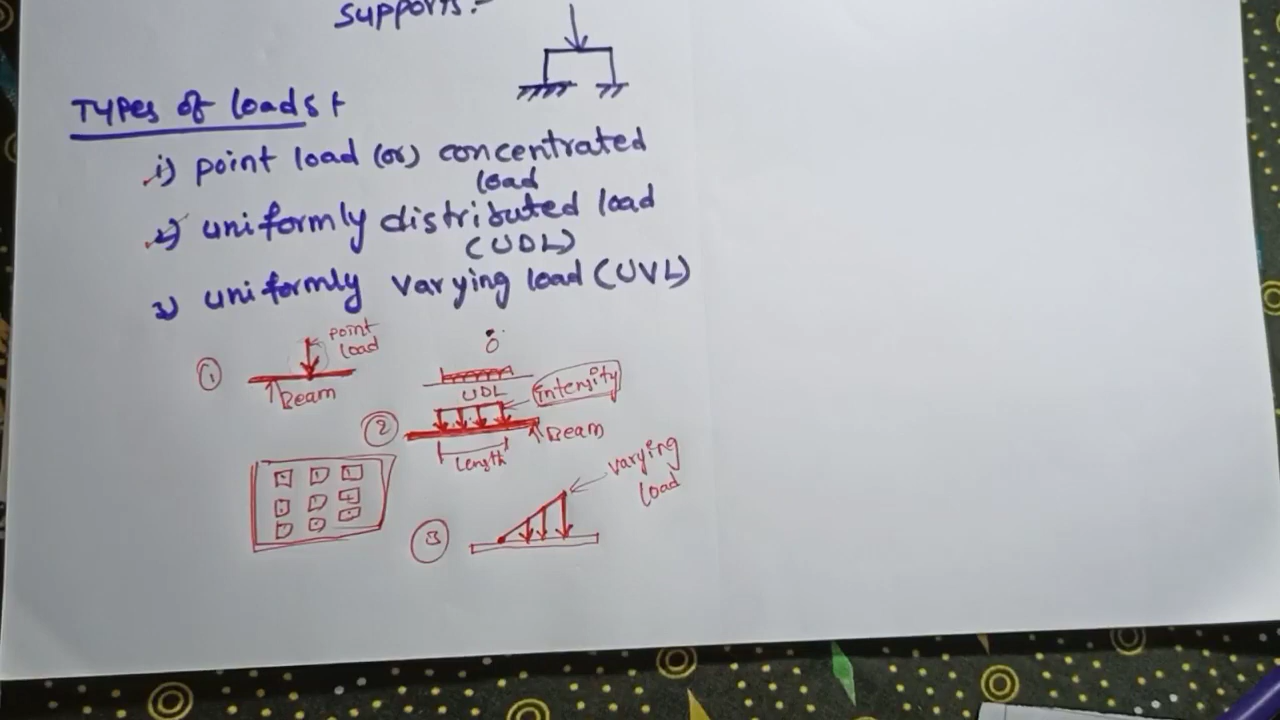 supports:-
Types of loads:-
i) point load (or) concentrated
load
2) uniformly distributed load
(UDL)
3) uniformly varying load (UVL)
① point
load
Beam
UDL
intensity
②
Beam
Length
varying
load
③